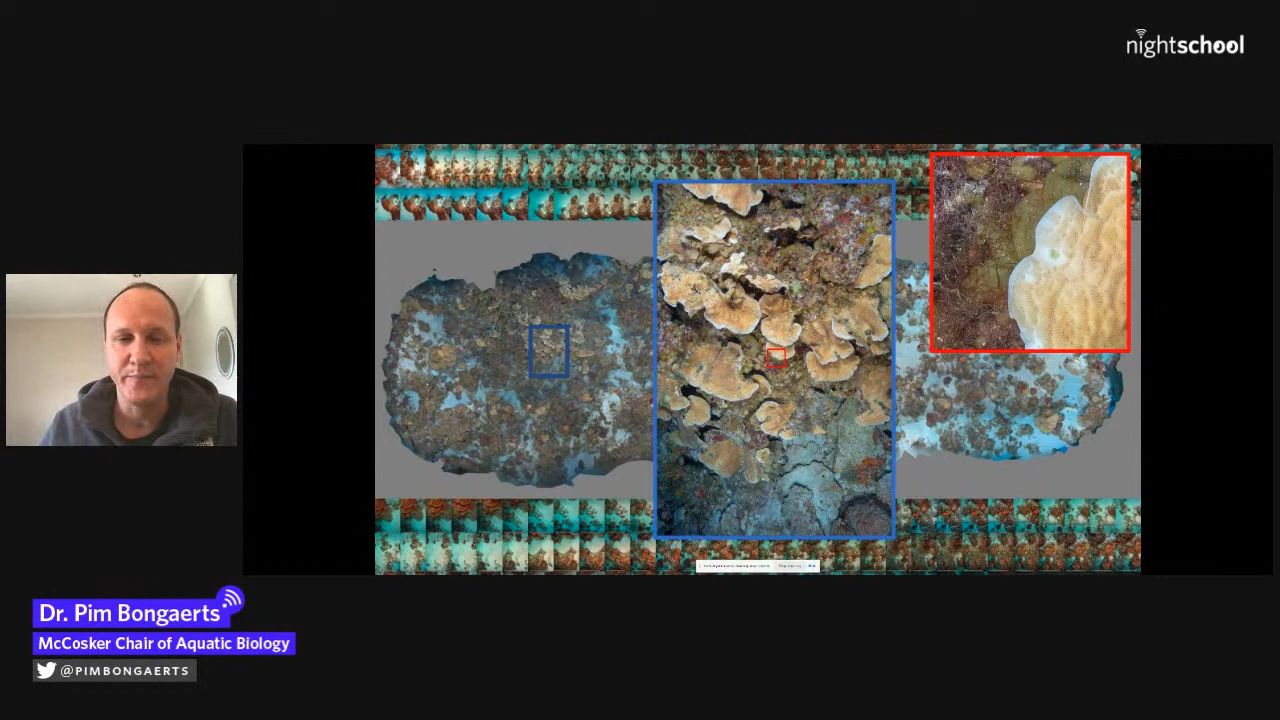 nightschool
Dr. Pim Bongaerts
McCosker Chair of Aquatic Biology
@PIMBONGAERTS